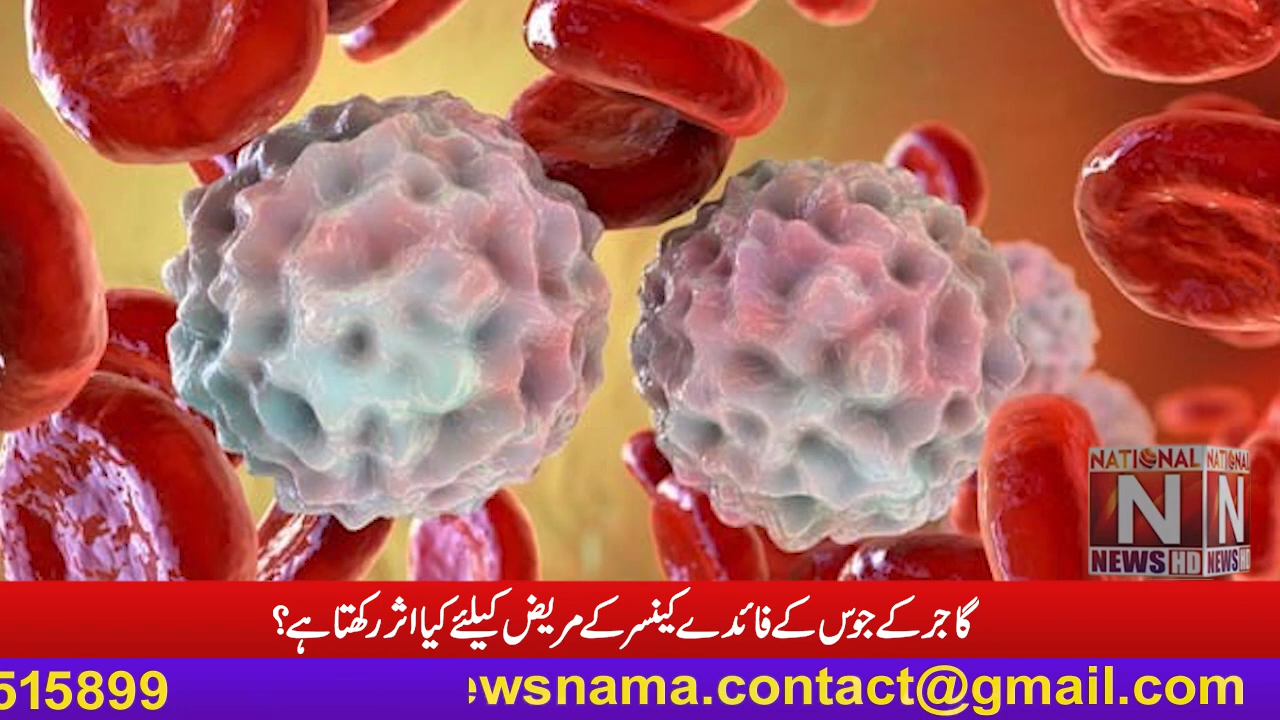 NATIONAL NATIONAL
N N
NEWS HD NEWS HD
گاجر کے جوس کے فائدے کینسر کے مریض کیلئے کیا اثر رکھتا ہے؟
515899 ewsnama.contact@gmail.com